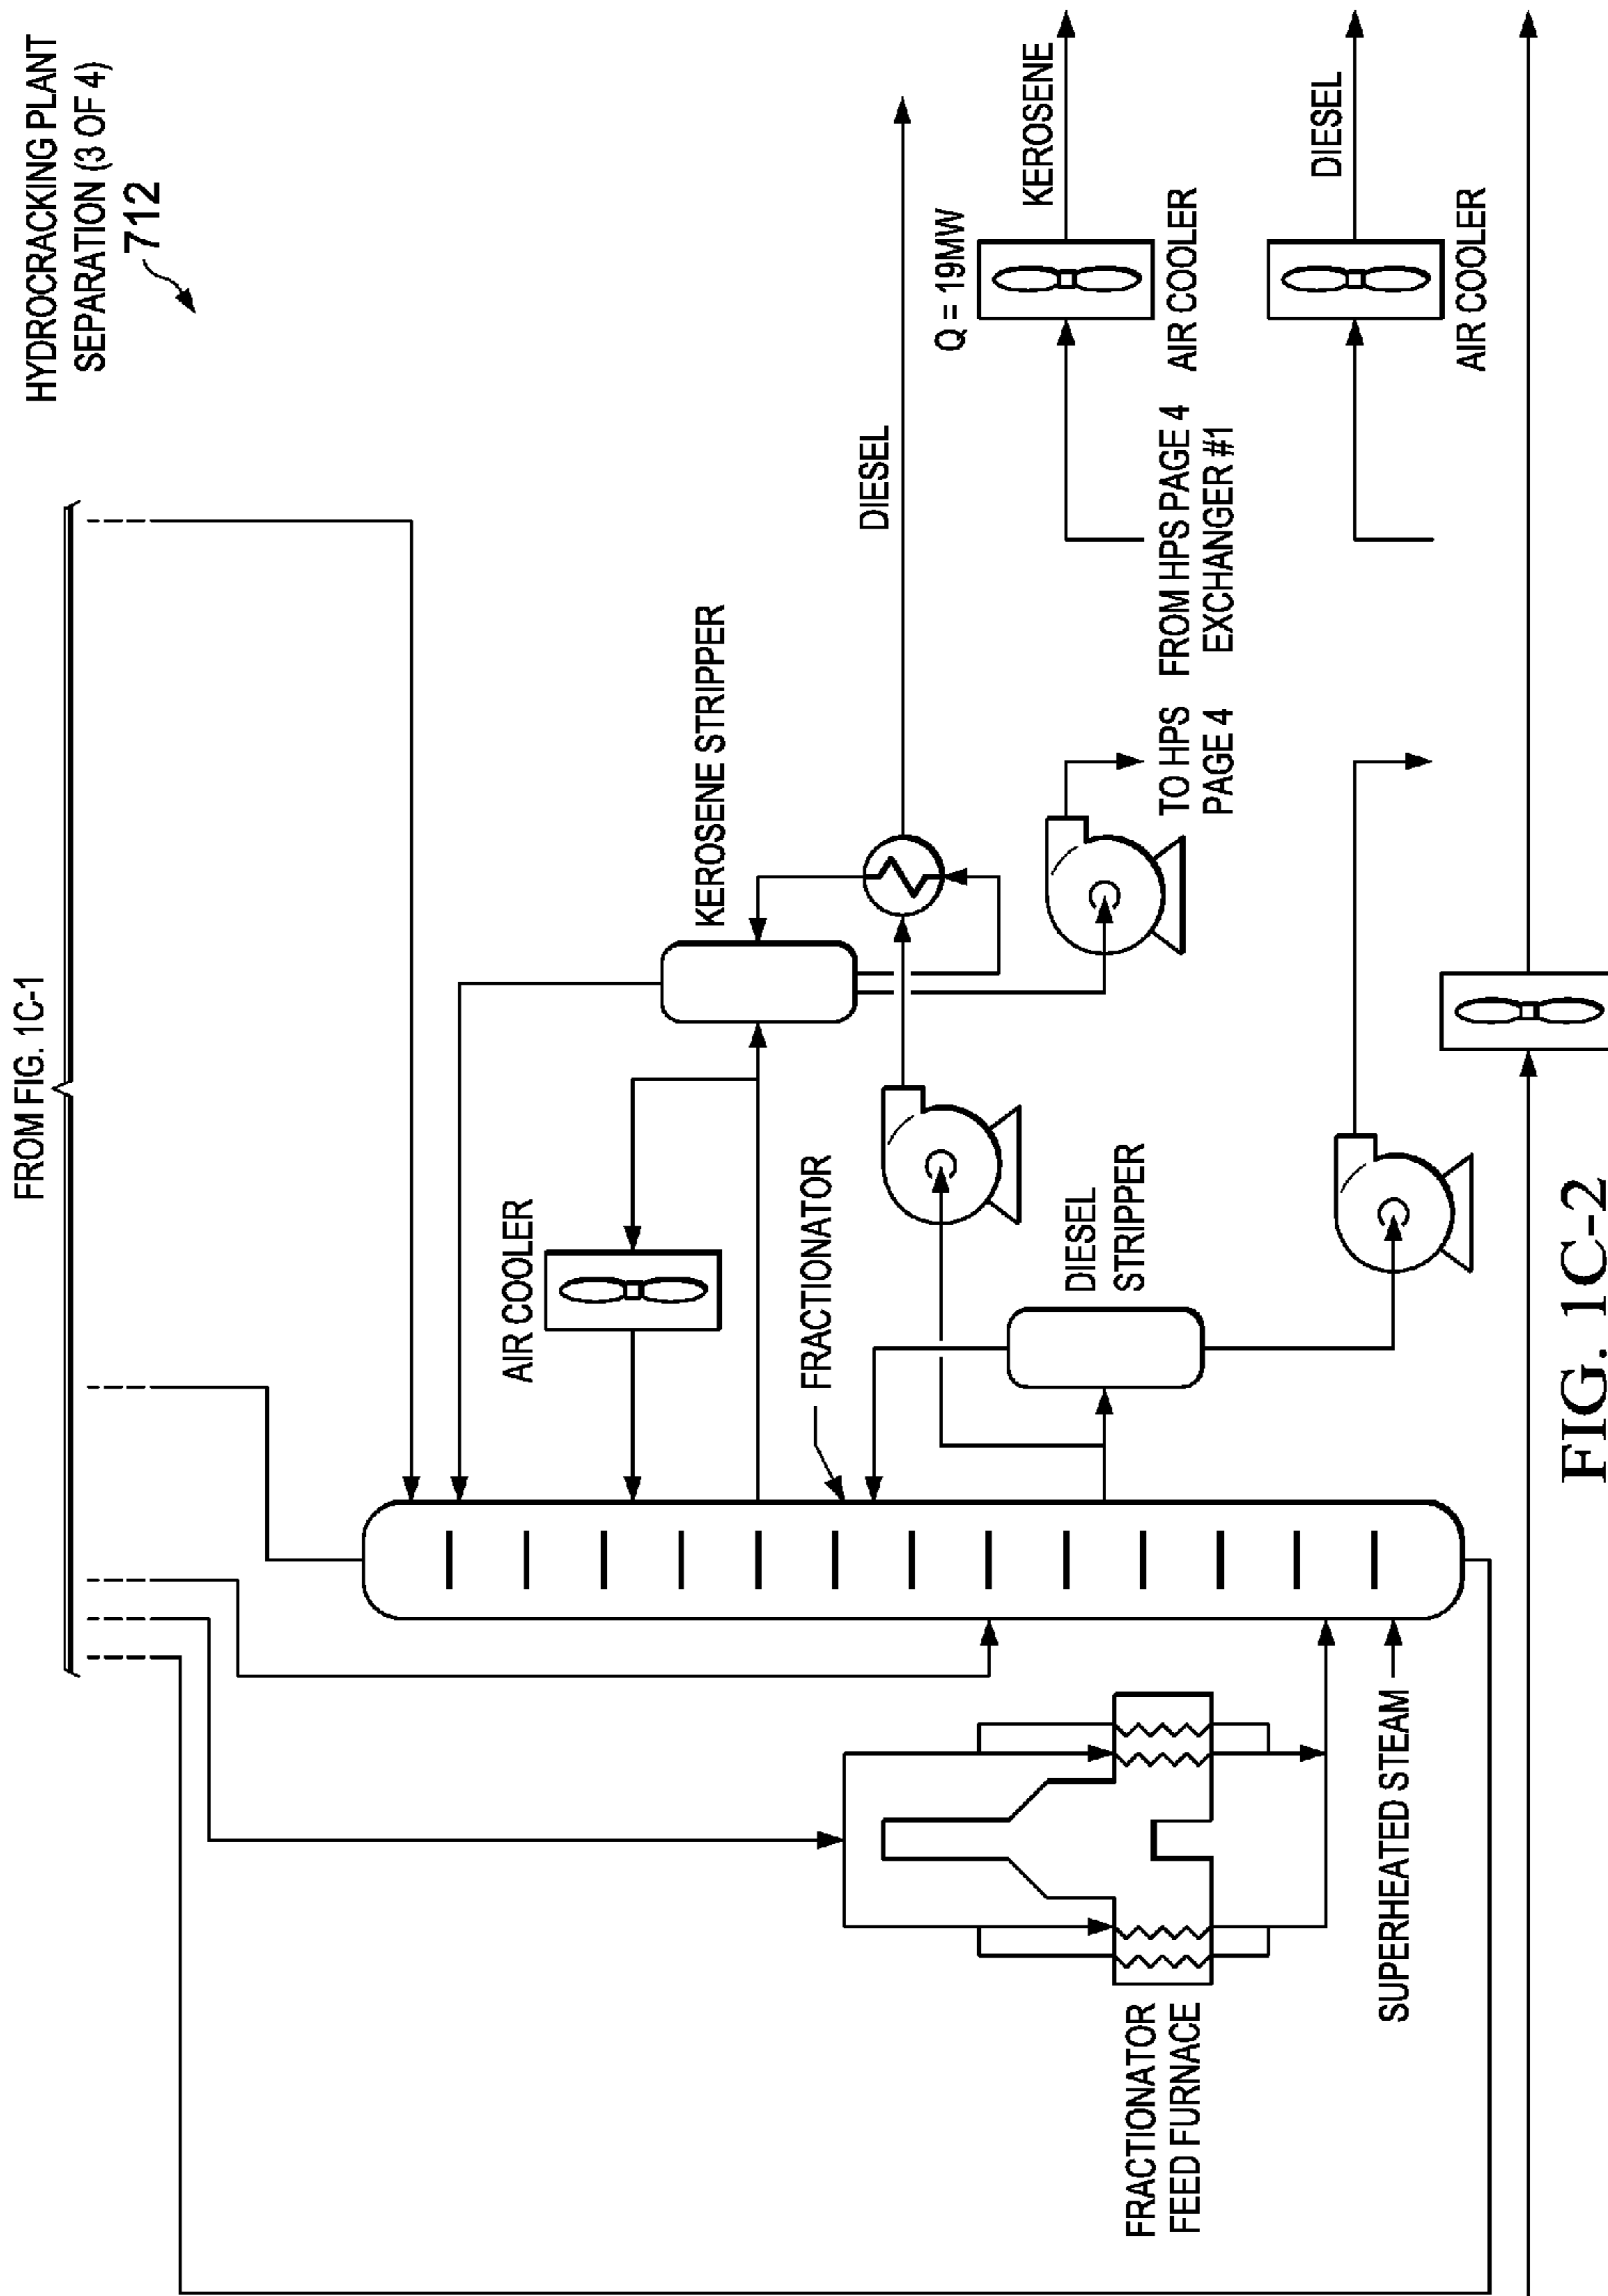 HYDROCRACKING PLANT
SEPARATION (3 OF 4)
712
FROM FIG. 1C-1
AIR COOLER
KEROSENE STRIPPER
FRACTIONATOR
DIESEL
Q = 19MW
KEROSENE
AIR COOLER
DIESEL
STRIPPER
TO HPS
PAGE 4
FROM HPS PAGE 4
EXCHANGER #1
DIESEL
AIR COOLER
FRACTIONATOR
FEED FURNACE
SUPERHEATED STEAM
FIG. 1C-2